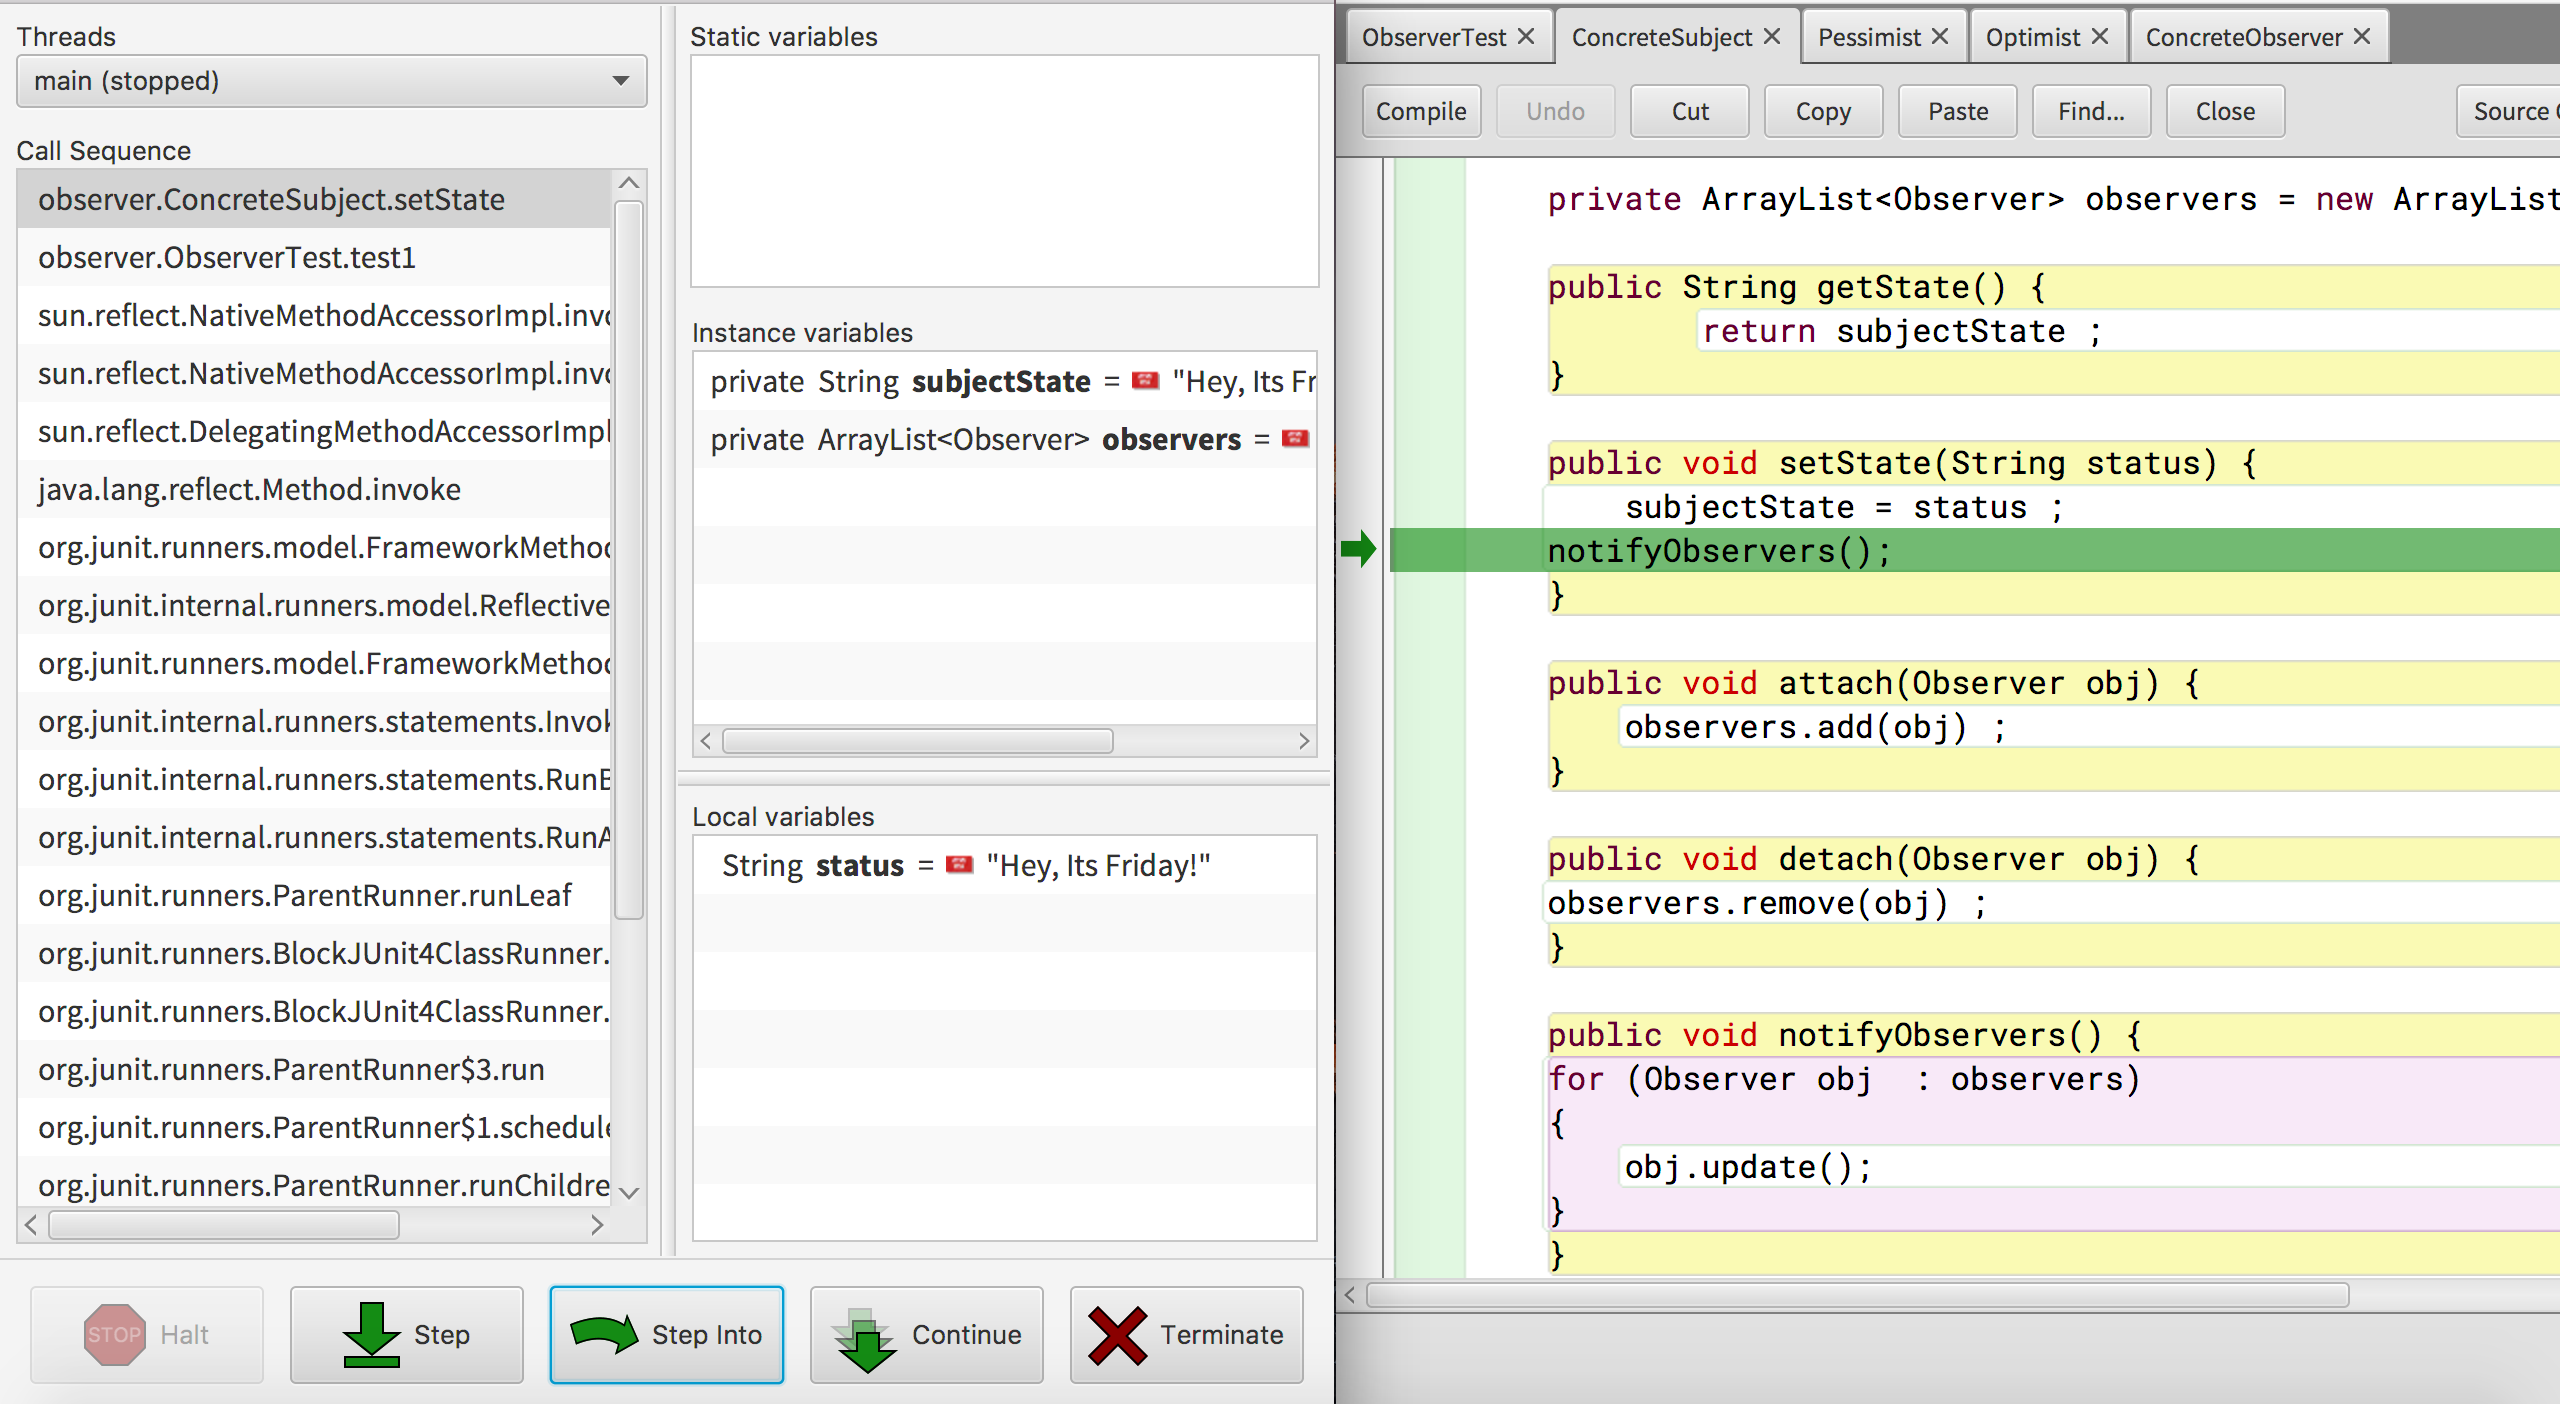 Threads
main (stopped)
Call Sequence
observer.ConcreteSubject.setState
observer.ObserverTest.test1
sun.reflect.NativeMethodAccessorImpl.invo
sun.reflect.NativeMethodAccessorImpl.invo
sun.reflect.DelegatingMethodAccessorImpl
java.lang.reflect.Method.invoke
org.junit.runners.model.FrameworkMethod
org.junit.internal.runners.model.Reflective
org.junit.runners.model.FrameworkMethod
org.junit.internal.runners.statements.Invok
org.junit.internal.runners.statements.RunB
org.junit.internal.runners.statements.RunA
org.junit.runners.ParentRunner.runLeaf
org.junit.runners.BlockJUnit4ClassRunner.
org.junit.runners.BlockJUnit4ClassRunner.
org.junit.runners.ParentRunner$3.run
org.junit.runners.ParentRunner$1.schedule
org.junit.runners.ParentRunner.runChildre
Static variables
Instance variables
private String subjectState = "Hey, Its Fr
private ArrayList<Observer> observers =
Local variables
String status = "Hey, Its Friday!"
STOP Halt
Step
Step Into
Continue
Terminate
ObserverTest ConcreteSubject Pessimist Optimist ConcreteObserver
Compile Undo Cut Copy Paste Find... Close Source
private ArrayList<Observer> observers = new ArrayList
public String getState() {
return subjectState ;
}
public void setState(String status) {
subjectState = status ;
notifyObservers();
}
public void attach(Observer obj) {
observers.add(obj) ;
}
public void detach(Observer obj) {
observers.remove(obj) ;
}
public void notifyObservers() {
for (Observer obj  : observers)
{
obj.update();
}
}